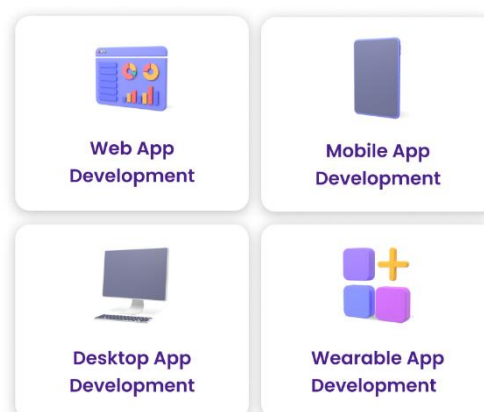 Web App
Development
Mobile App
Development
Desktop App
Development
Wearable App
Development